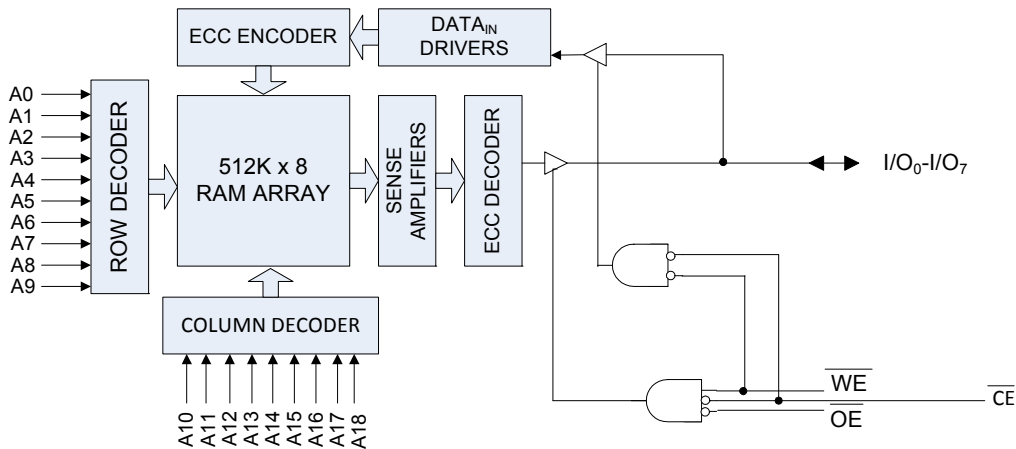 ECC ENCODER
DATAIN
DRIVERS
A0
A1
A2
A3
A4
A5
A6
A7
A8
A9
ROW DECODER
512K x 8
RAM ARRAY
SENSE
AMPLIFIERS
ECC DECODER
I/O0-I/O7
COLUMN DECODER
A10
A11
A12
A13
A14
A15
A16
A17
A18
WE
OE
CE